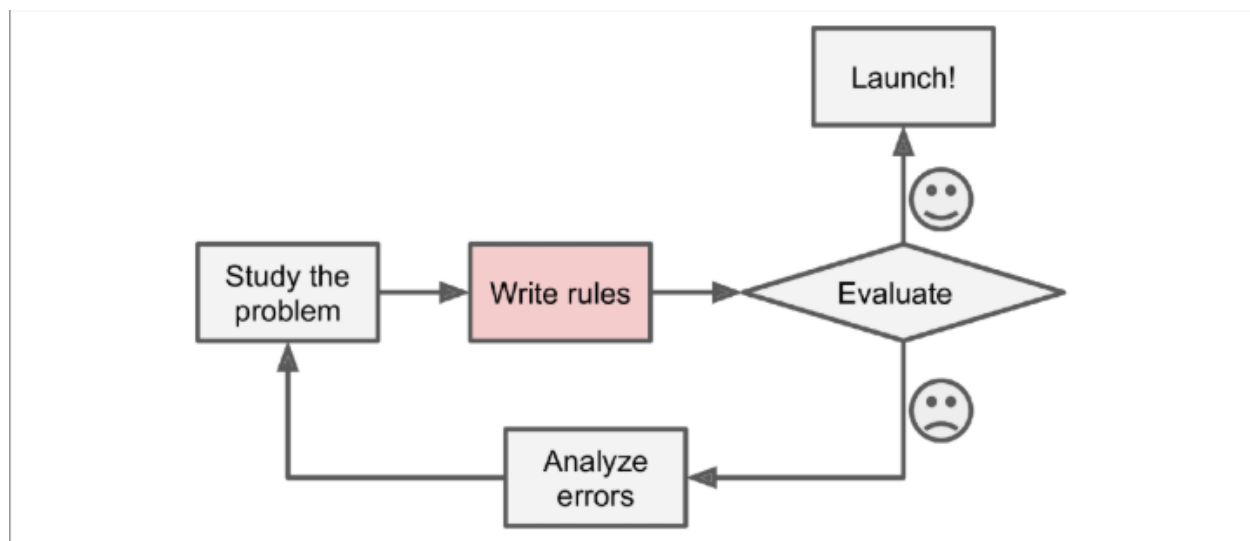 Launch!
Study the
problem
Write rules
Evaluate
Analyze
errors